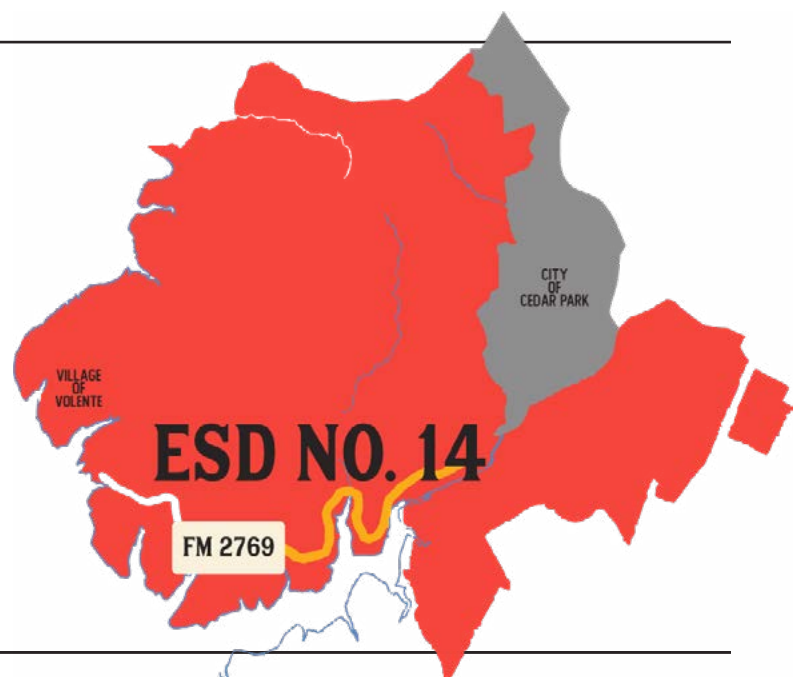 CITY
OF
CEDAR PARK
VILLAGE
OF
VOLENTE
ESD NO. 14
FM 2769